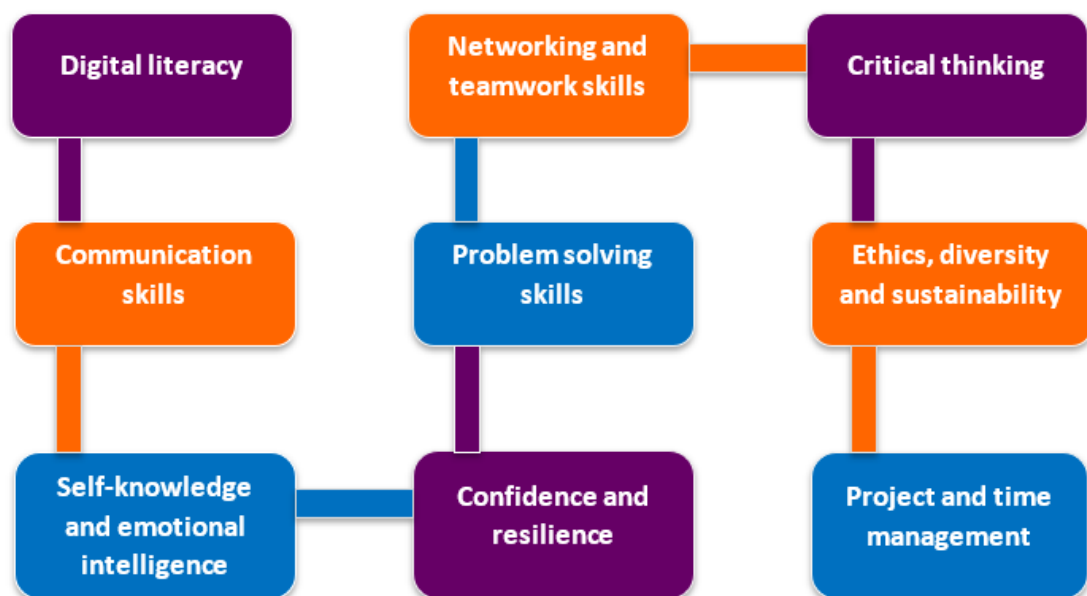 Digital literacy
Communication
skills
Self-knowledge
and emotional
intelligence
Confidence and
resilience
Problem solving
skills
Networking and
teamwork skills
Critical thinking
Ethics, diversity
and sustainability
Project and time
management